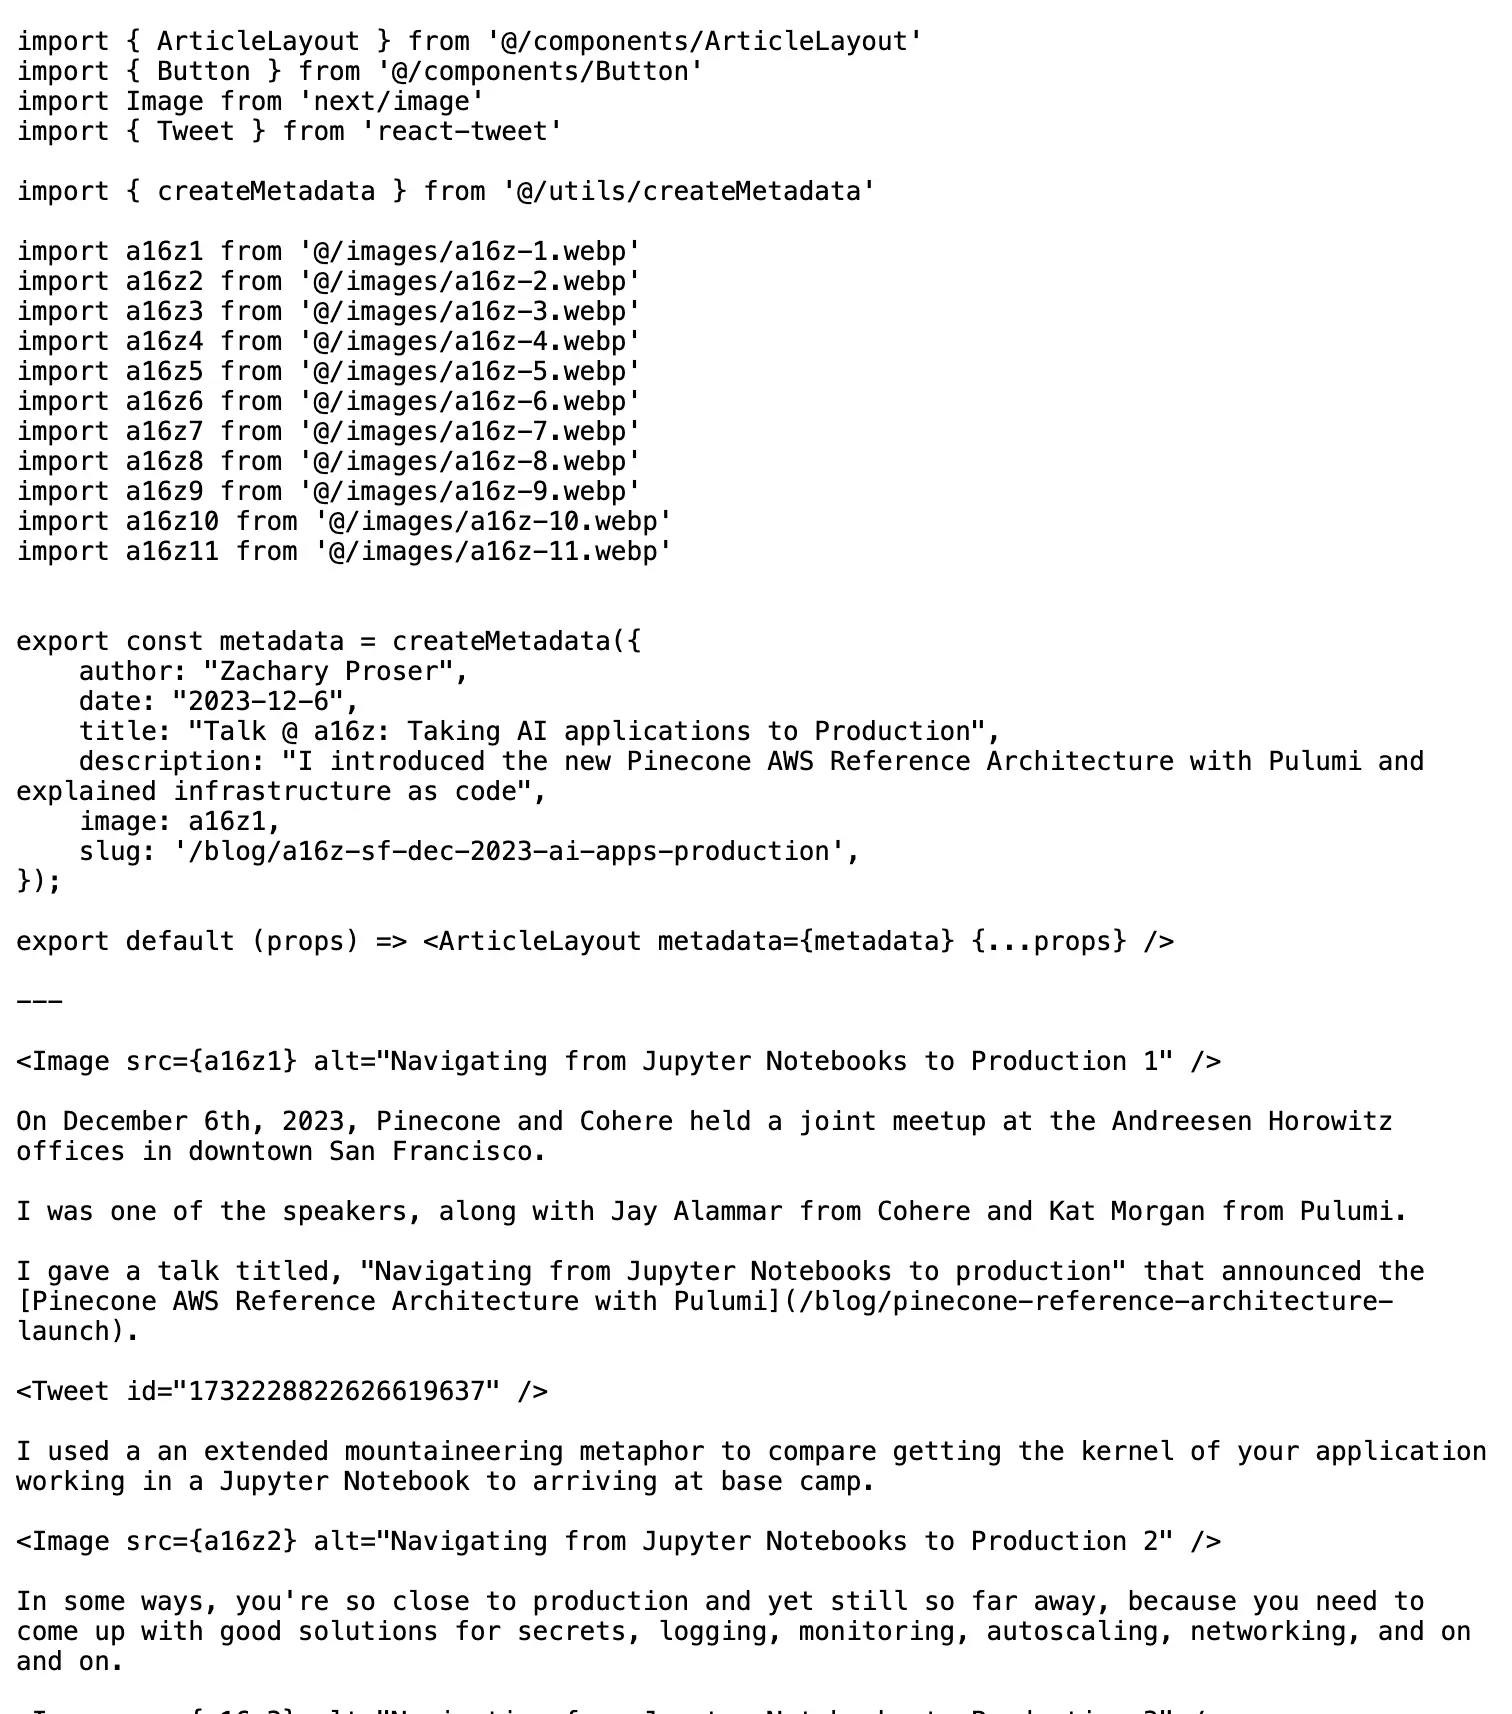 import { ArticleLayout } from '@/components/ArticleLayout'
import { Button } from '@/components/Button'
import Image from 'next/image'
import { Tweet } from 'react-tweet'
import { createMetadata } from '@/utils/createMetadata'
import a16z1 from '@/images/a16z-1.webp'
import a16z2 from '@/images/a16z-2.webp'
import a16z3 from '@/images/a16z-3.webp'
import a16z4 from '@/images/a16z-4.webp'
import a16z5 from '@/images/a16z-5.webp'
import a16z6 from '@/images/a16z-6.webp'
import a16z7 from '@/images/a16z-7.webp'
import a16z8 from '@/images/a16z-8.webp'
import a16z9 from '@/images/a16z-9.webp'
import a16z10 from '@/images/a16z-10.webp'
import a16z11 from '@/images/a16z-11.webp'
export const metadata = createMetadata({
    author: "Zachary Proser",
    date: "2023-12-6",
    title: "Talk @ a16z: Taking AI applications to Production",
    description: "I introduced the new Pinecone AWS Reference Architecture with Pulumi and
explained infrastructure as code",
    image: a16z1,
    slug: '/blog/a16z-sf-dec-2023-ai-apps-production',
});
export default (props) => <ArticleLayout metadata={metadata} {...props} />
---
<Image src={a16z1} alt="Navigating from Jupyter Notebooks to Production 1" />
On December 6th, 2023, Pinecone and Cohere held a joint meetup at the Andreesen Horowitz
offices in downtown San Francisco.
I was one of the speakers, along with Jay Alammar from Cohere and Kat Morgan from Pulumi.
I gave a talk titled, "Navigating from Jupyter Notebooks to production" that announced the
[Pinecone AWS Reference Architecture with Pulumi](/blog/pinecone-reference-architecture-
launch).
<Tweet id="1732228822626619637" />
I used a an extended mountaineering metaphor to compare getting the kernel of your application
working in a Jupyter Notebook to arriving at base camp.
<Image src={a16z2} alt="Navigating from Jupyter Notebooks to Production 2" />
In some ways, you're so close to production and yet still so far away, because you need to
come up with good solutions for secrets, logging, monitoring, autoscaling, networking, and on
and on.